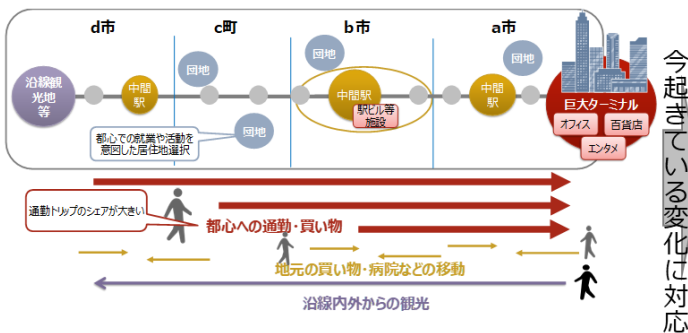 d市
c町
b市
a市
団地
団地
団地
団地
沿線観
光地
等
中間
駅
中間駅
駅ビル等
施設
中間
駅
巨大ターミナル
オフィス
百貨店
エンタメ
都心での就業や活動を
意図した居住地選択
通勤トリップのシェアが大きい
都心への通勤・買い物
地元の買い物・病院などの移動
沿線内外からの観光
今起きている変化に対応